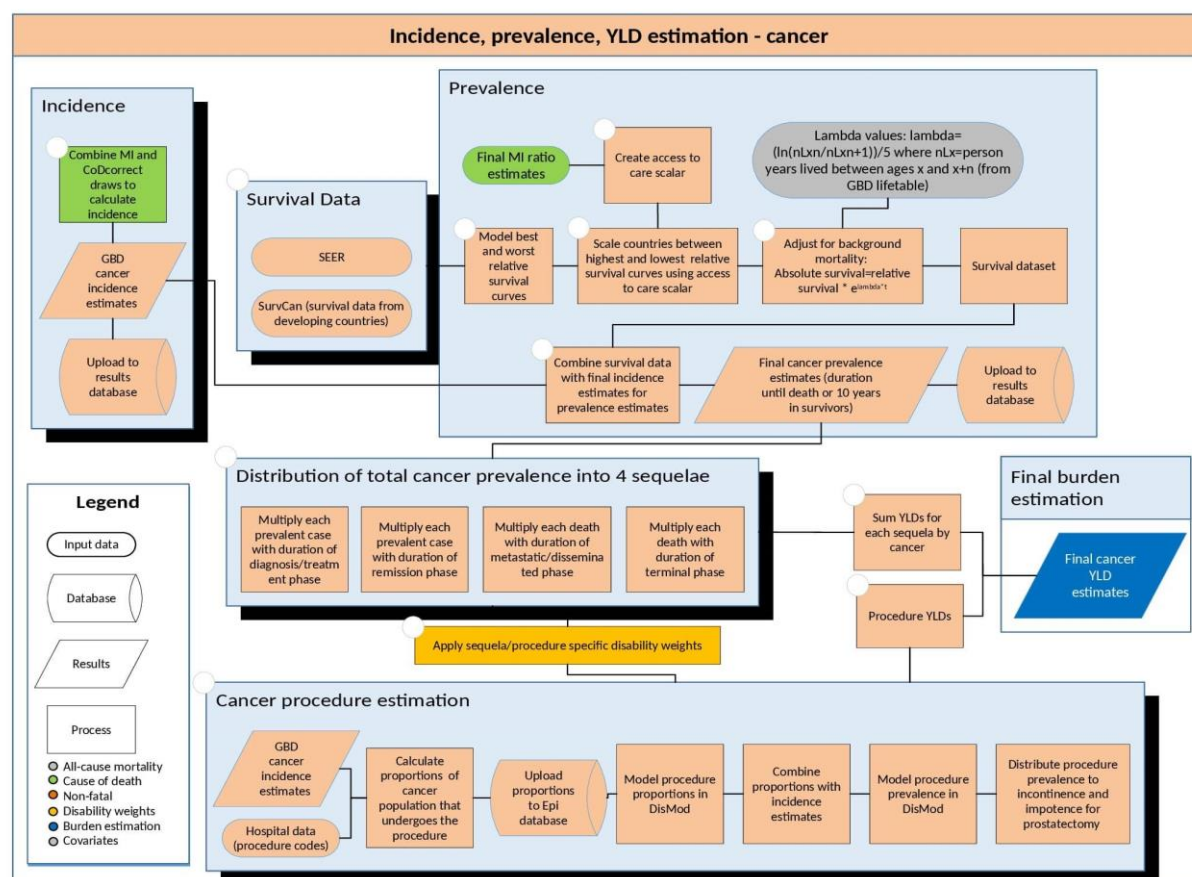 Incidence, prevalence, YLD estimation - cancer
Incidence
Combine MI and
CoDcorrect
draws to
calculate
incidence
GBD
cancer
incidence
estimates
Upload to
results
database
Survival Data
SEER
SurvCan (survival data from
developing countries)
Prevalence
Final MI ratio
estimates
Create access to
care scalar
Lambda values: lambda=
(ln(nLxn/nLxn+1))/5 where nLx=person
years lived between ages x and x+n (from
GBD lifetable)
Model best
and worst
relative
survival
curves
Scale countries between
highest and lowest relative
survival curves using access
to care scalar
Adjust for background
mortality:
Absolute survival=relative
survival * e^lambda*t
Survival dataset
Combine survival data
with final incidence
estimates for
prevalence estimates
Final cancer prevalence
estimates (duration
until death or 10 years
in survivors)
Upload to
results
database
Legend
Input data
Database
Results
Process
All-cause mortality
Cause of death
Non-fatal
Disability weights
Burden estimation
Covariates
Distribution of total cancer prevalence into 4 sequelae
Multiply each
prevalent case
with duration of
diagnosis/treatm
ent phase
Multiply each
prevalent case
with duration of
remission phase
Multiply each death
with duration of
metastatic/dissemina
ted phase
Multiply each
death with
duration of
terminal phase
Sum YLDs for
each sequela by
cancer
Procedure YLDs
Final burden
estimation
Final cancer
YLD
estimates
Apply sequela/procedure specific disability weights
Cancer procedure estimation
GBD
cancer
incidence
estimates
Hospital data
(procedure codes)
Calculate
proportions of
cancer
population that
undergoes the
procedure
Upload
proportions
to Epi
database
Model procedure
proportions in
DisMod
Combine
proportions with
incidence
estimates
Model procedure
prevalence in
DisMod
Distribute procedure
prevalence to
incontinence and
impotence for
prostatectomy